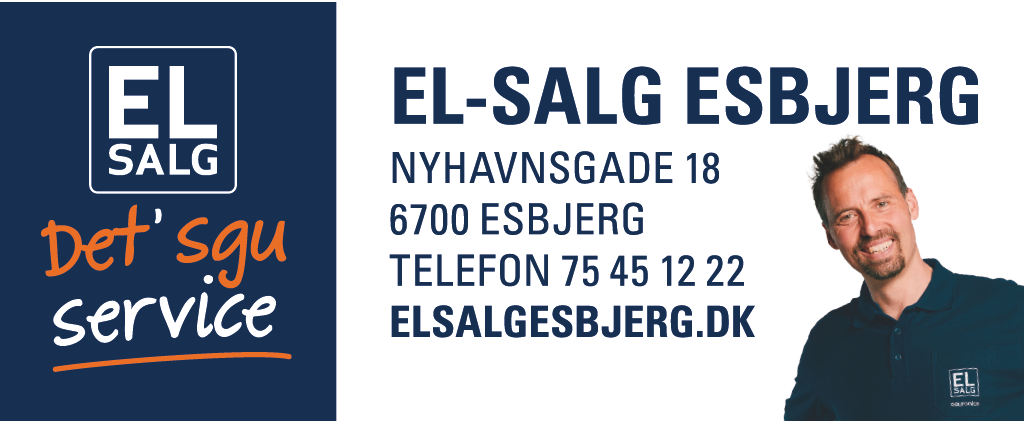 EL
SALG
Det' sgu
service
EL-SALG ESBJERG
NYHAVNSGADE 18
6700 ESBJERG
TELEFON 75 45 12 22
ELSALGESBJERG.DK
EL
SALG